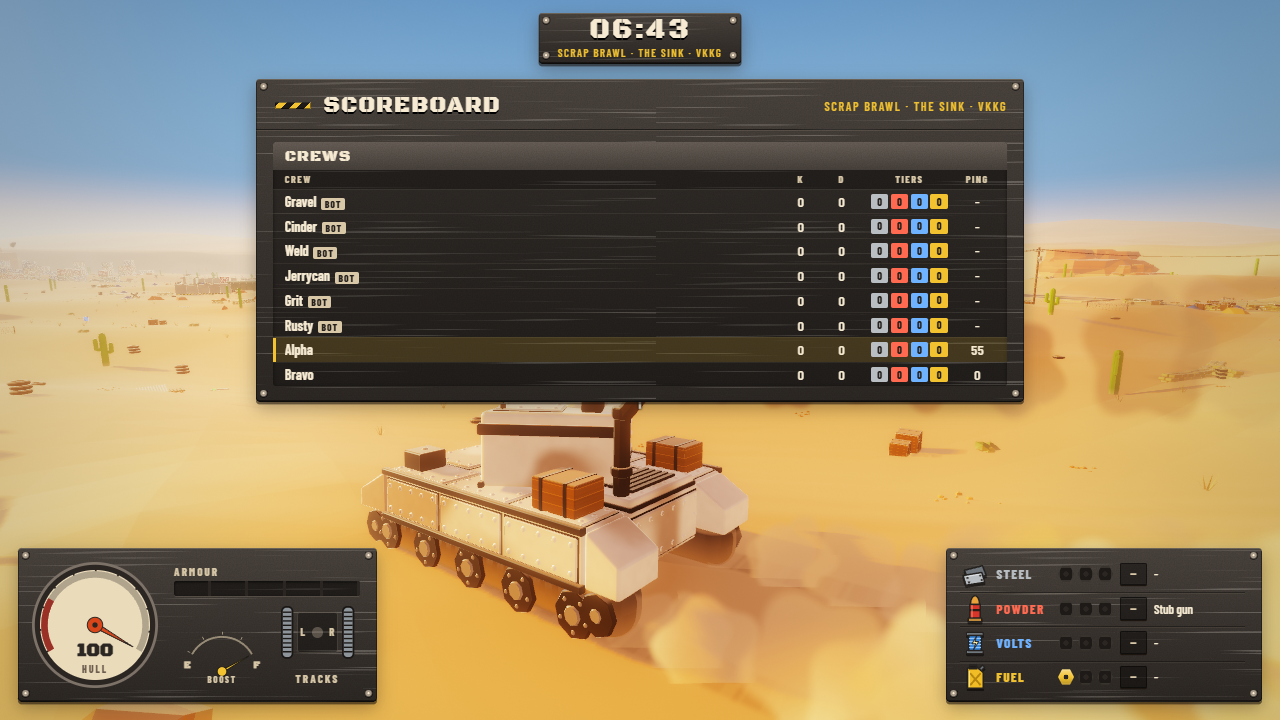 06:43
SCRAP BRAWL · THE SINK · VKKG
SCOREBOARD
SCRAP BRAWL · THE SINK · VKKG
CREWS
CREW K D TIERS PING
Gravel BOT 0 0 0 0 0 0 -
Cinder BOT 0 0 0 0 0 0 -
Weld BOT 0 0 0 0 0 0 -
Jerrycan BOT 0 0 0 0 0 0 -
Grit BOT 0 0 0 0 0 0 -
Rusty BOT 0 0 0 0 0 0 -
Alpha 0 0 0 0 0 0 55
Bravo 0 0 0 0 0 0 0
ARMOUR
100
HULL
E F
BOOST
L R
TRACKS
STEEL - -
POWDER - Stub gun
VOLTS - -
FUEL - -